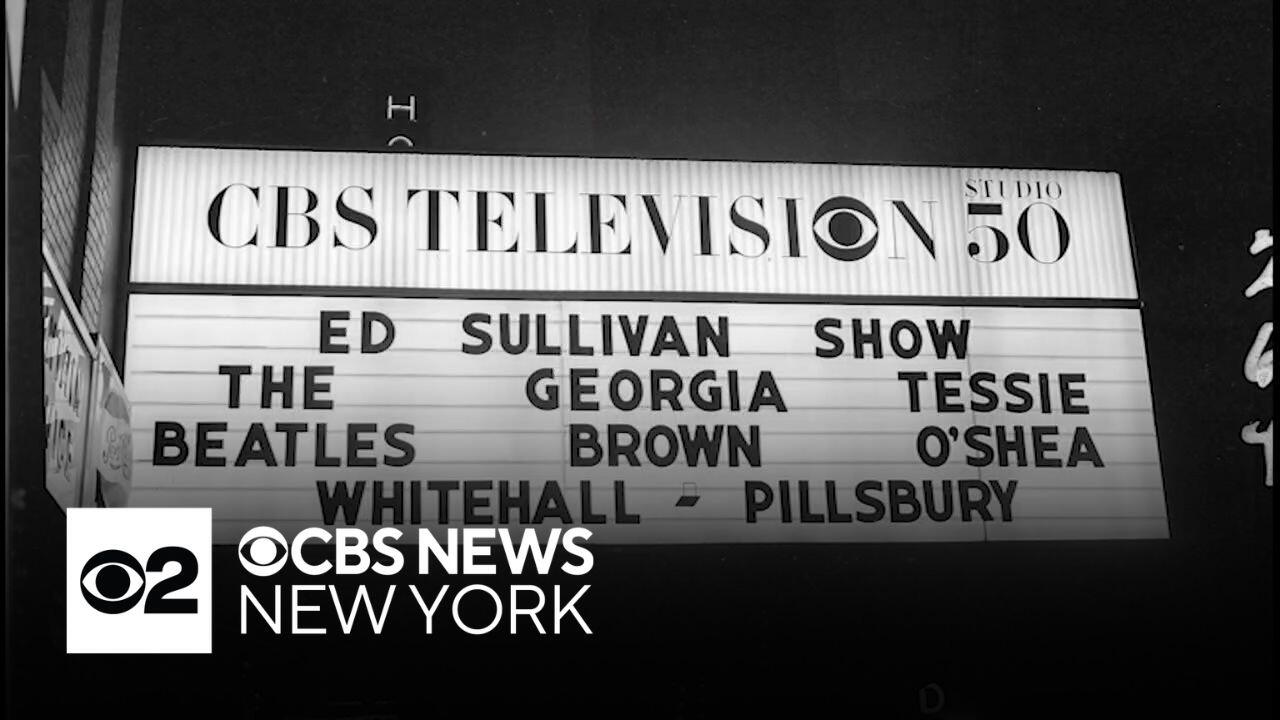 H
CBS TELEVISION STUDIO 50
ED SULLIVAN SHOW
THE GEORGIA TESSIE
BEATLES BROWN O'SHEA
WHITEHALL - PILLSBURY
2 CBS NEWS
NEW YORK